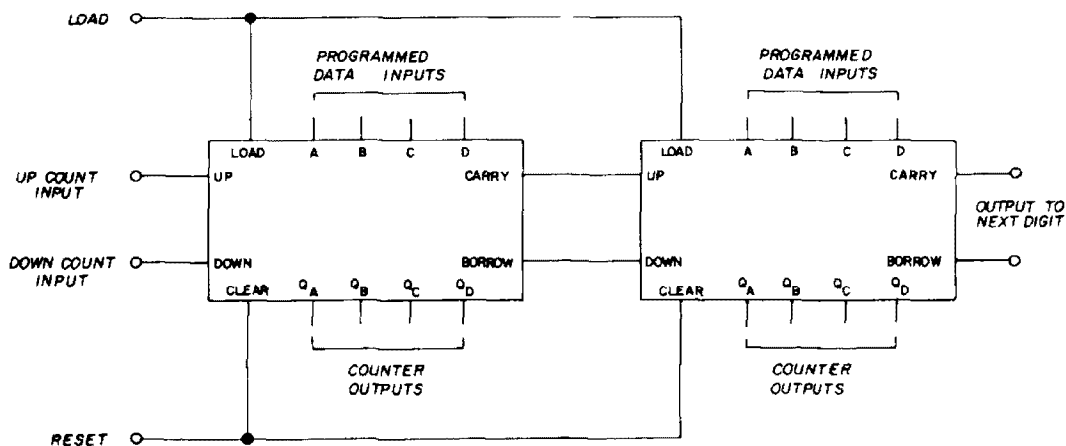 LOAD
PROGRAMMED
DATA INPUTS
PROGRAMMED
DATA INPUTS
LOAD A B C D
LOAD A B C D
UP COUNT
INPUT
UP CARRY
UP CARRY
OUTPUT TO
NEXT DIGIT
DOWN COUNT
INPUT
DOWN BORROW
DOWN BORROW
CLEAR QA QB QC QD
CLEAR QA QB QC QD
COUNTER
OUTPUTS
COUNTER
OUTPUTS
RESET